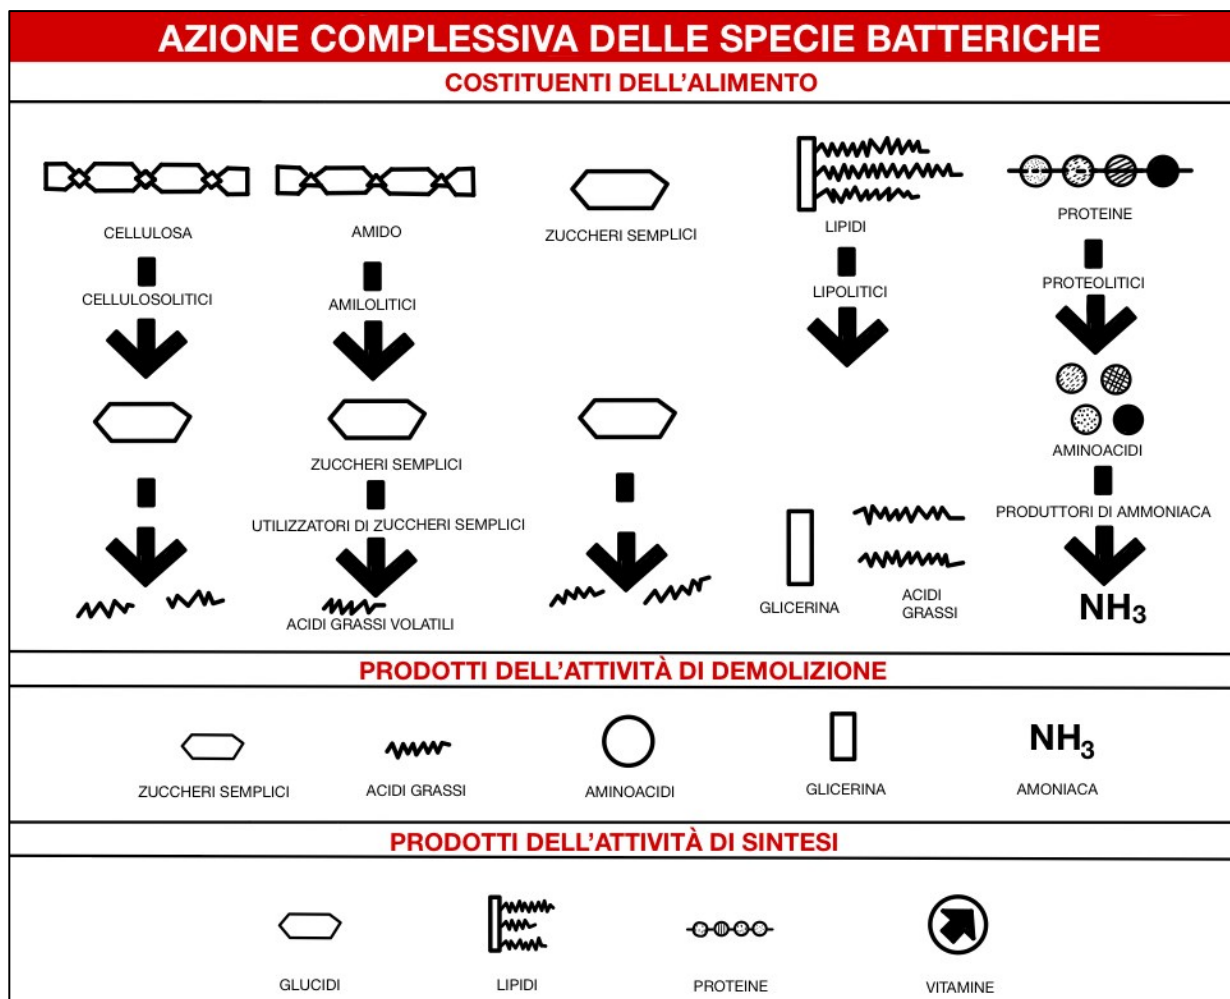 AZIONE COMPLESSIVA DELLE SPECIE BATTERICHE
COSTITUENTI DELL'ALIMENTO
CELLULOSA
AMIDO
ZUCCHERI SEMPLICI
LIPIDI
PROTEINE
CELLULOSOLITICI
AMILOLITICI
LIPOLITICI
PROTEOLITICI
ZUCCHERI SEMPLICI
AMINOACIDI
UTILIZZATORI DI ZUCCHERI SEMPLICI
PRODUTTORI DI AMMONIACA
ACIDI GRASSI VOLATILI
GLICERINA
ACIDI
GRASSI
NH3
PRODOTTI DELL'ATTIVITÀ DI DEMOLIZIONE
NH3
ZUCCHERI SEMPLICI
ACIDI GRASSI
AMINOACIDI
GLICERINA
AMONIACA
PRODOTTI DELL'ATTIVITÀ DI SINTESI
GLUCIDI
LIPIDI
PROTEINE
VITAMINE